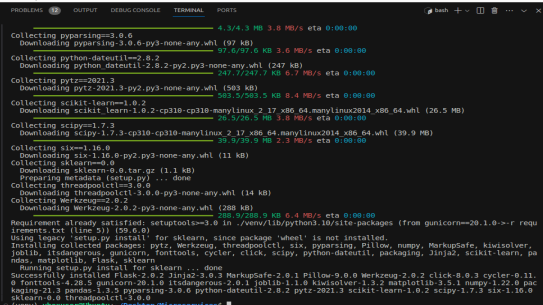 PROBLEMS 12 OUTPUT DEBUG CONSOLE TERMINAL PORTS bash
4.3/4.3 MB 3.8 MB/s eta 0:00:00
Collecting pyparsing==3.0.6
Downloading pyparsing-3.0.6-py3-none-any.whl (97 kB)
97.6/97.6 KB 3.6 MB/s eta 0:00:00
Collecting python-dateutil==2.8.2
Downloading python_dateutil-2.8.2-py2.py3-none-any.whl (247 kB)
247.7/247.7 KB 6.7 MB/s eta 0:00:00
Collecting pytz==2021.3
Downloading pytz-2021.3-py2.py3-none-any.whl (503 kB)
503.5/503.5 KB 8.4 MB/s eta 0:00:00
Collecting scikit-learn==1.0.2
Downloading scikit_learn-1.0.2-cp310-cp310-manylinux_2_17_x86_64.manylinux2014_x86_64.whl (26.5 MB)
26.5/26.5 MB 3.8 MB/s eta 0:00:00
Collecting scipy==1.7.3
Downloading scipy-1.7.3-cp310-cp310-manylinux_2_17_x86_64.manylinux2014_x86_64.whl (39.9 MB)
39.9/39.9 MB 2.3 MB/s eta 0:00:00
Collecting six==1.16.0
Downloading six-1.16.0-py2.py3-none-any.whl (11 kB)
Collecting sklearn==0.0
Downloading sklearn-0.0.tar.gz (1.1 kB)
Preparing metadata (setup.py) ... done
Collecting threadpoolctl==3.0.0
Downloading threadpoolctl-3.0.0-py3-none-any.whl (14 kB)
Collecting Werkzeug==2.0.2
Downloading Werkzeug-2.0.2-py3-none-any.whl (288 kB)
288.9/288.9 KB 6.4 MB/s eta 0:00:00
Requirement already satisfied: setuptools>=3.0 in ./venv/lib/python3.10/site-packages (from gunicorn==20.1.0->-r requ
irements.txt (line 5)) (59.6.0)
Using legacy 'setup.py install' for sklearn, since package 'wheel' is not installed.
Installing collected packages: pytz, Werkzeug, threadpoolctl, six, pyparsing, Pillow, numpy, MarkupSafe, kiwisolver,
joblib, itsdangerous, gunicorn, fonttools, cycler, click, scipy, python-dateutil, packaging, Jinja2, scikit-learn, pa
ndas, matplotlib, Flask, sklearn
Running setup.py install for sklearn ... done
Successfully installed Flask-2.0.2 Jinja2-3.0.3 MarkupSafe-2.0.1 Pillow-9.0.0 Werkzeug-2.0.2 click-8.0.3 cycler-0.11.
0 fonttools-4.28.5 gunicorn-20.1.0 itsdangerous-2.0.1 joblib-1.1.0 kiwisolver-1.3.2 matplotlib-3.5.1 numpy-1.22.0 pac
kaging-21.3 pandas-1.3.5 pyparsing-3.0.6 python-dateutil-2.8.2 pytz-2021.3 scikit-learn-1.0.2 scipy-1.7.3 six-1.16.0
sklearn-0.0 threadpoolctl-3.0.0